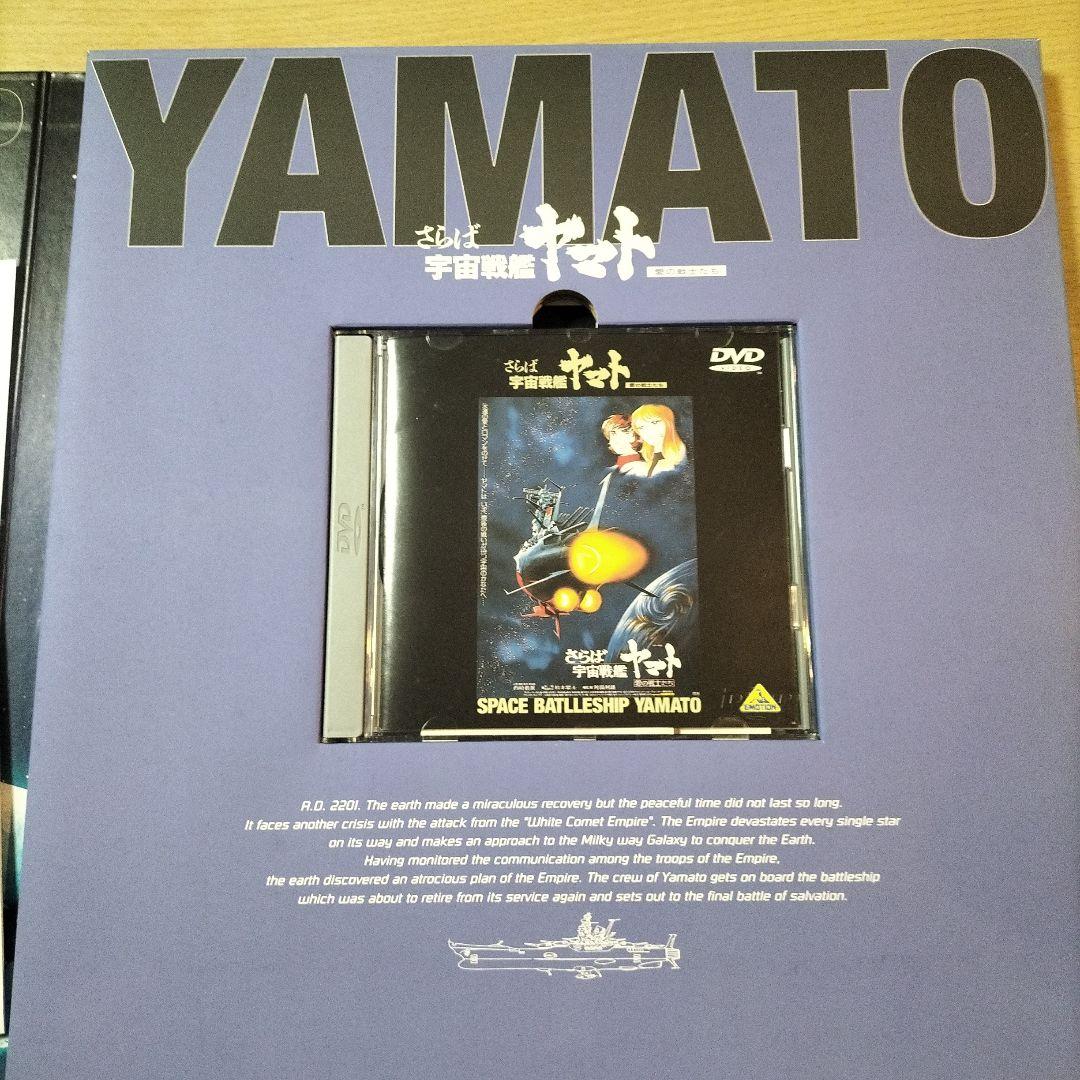 YAMATO
さらば
宇宙戦艦ヤマト
愛の戦士たち
さらば
宇宙戦艦ヤマト
愛の戦士たち
DVD
VIDEO
DVD
さらば
宇宙戦艦ヤマト
愛の戦士たち
SPACE BATLLESHIP YAMATO
EMOTION
A.D. 2201. The earth made a miraculous recovery but the peaceful time did not last so long.
It faces another crisis with the attack from the "White Comet Empire". The Empire devastates every single star
on its way and makes an approach to the Milky way Galaxy to conquer the Earth.
Having monitored the communication among the troops of the Empire,
the earth discovered an atrocious plan of the Empire. The crew of Yamato gets on board the battleship
which was about to retire from its service again and sets out to the final battle of salvation.